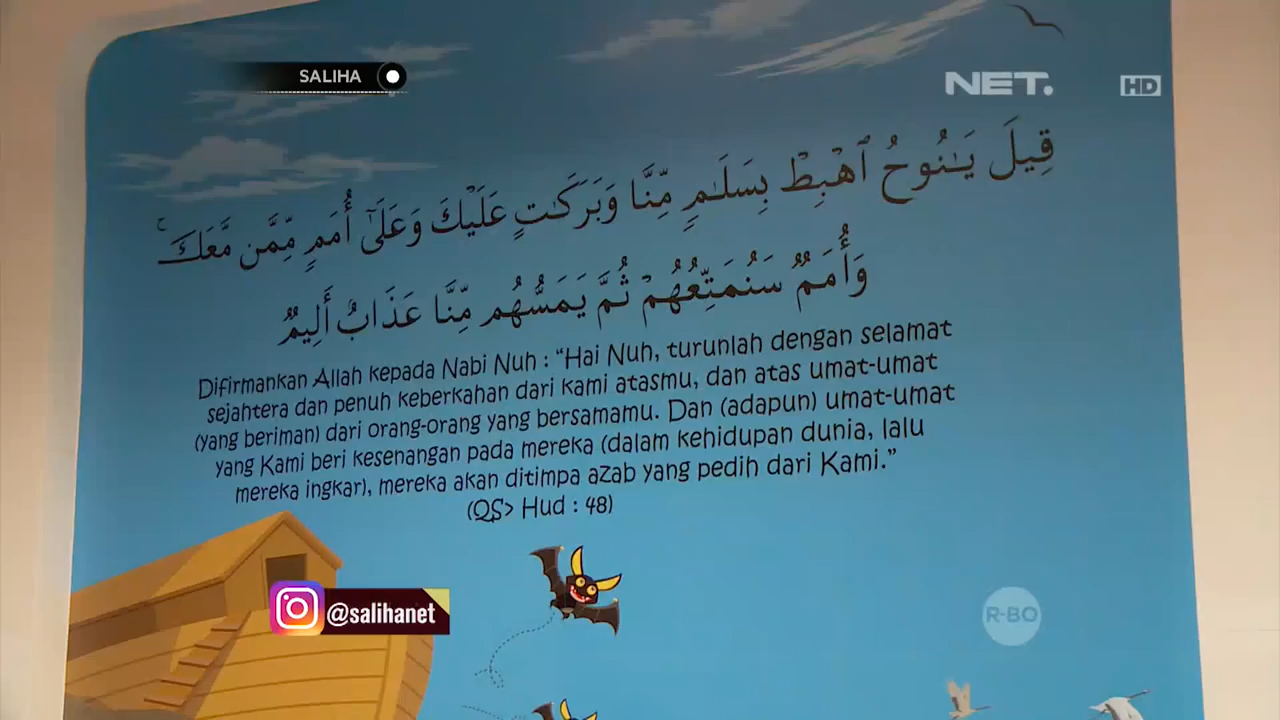 SALIHA
NET.
HD
قِيلَ يَـٰنُوحُ ٱهْبِطْ بِسَلَـٰمٍ مِّنَّا وَبَرَكَـٰتٍ عَلَيْكَ وَعَلَىٰٓ أُمَمٍ مِّمَّن مَّعَكَ ۚ
وَأُمَمٌ سَنُمَتِّعُهُمْ ثُمَّ يَمَسُّهُم مِّنَّا عَذَابٌ أَلِيمٌ
Difirmankan Allah kepada Nabi Nuh : “Hai Nuh, turunlah dengan selamat
sejahtera dan penuh keberkahan dari kami atasmu, dan atas umat-umat
(yang beriman) dari orang-orang yang bersamamu. Dan (adapun) umat-umat
yang Kami beri kesenangan pada mereka (dalam kehidupan dunia, lalu
mereka ingkar), mereka akan ditimpa azab yang pedih dari Kami.”
(QS> Hud : 48)
@salihanet
R-BO